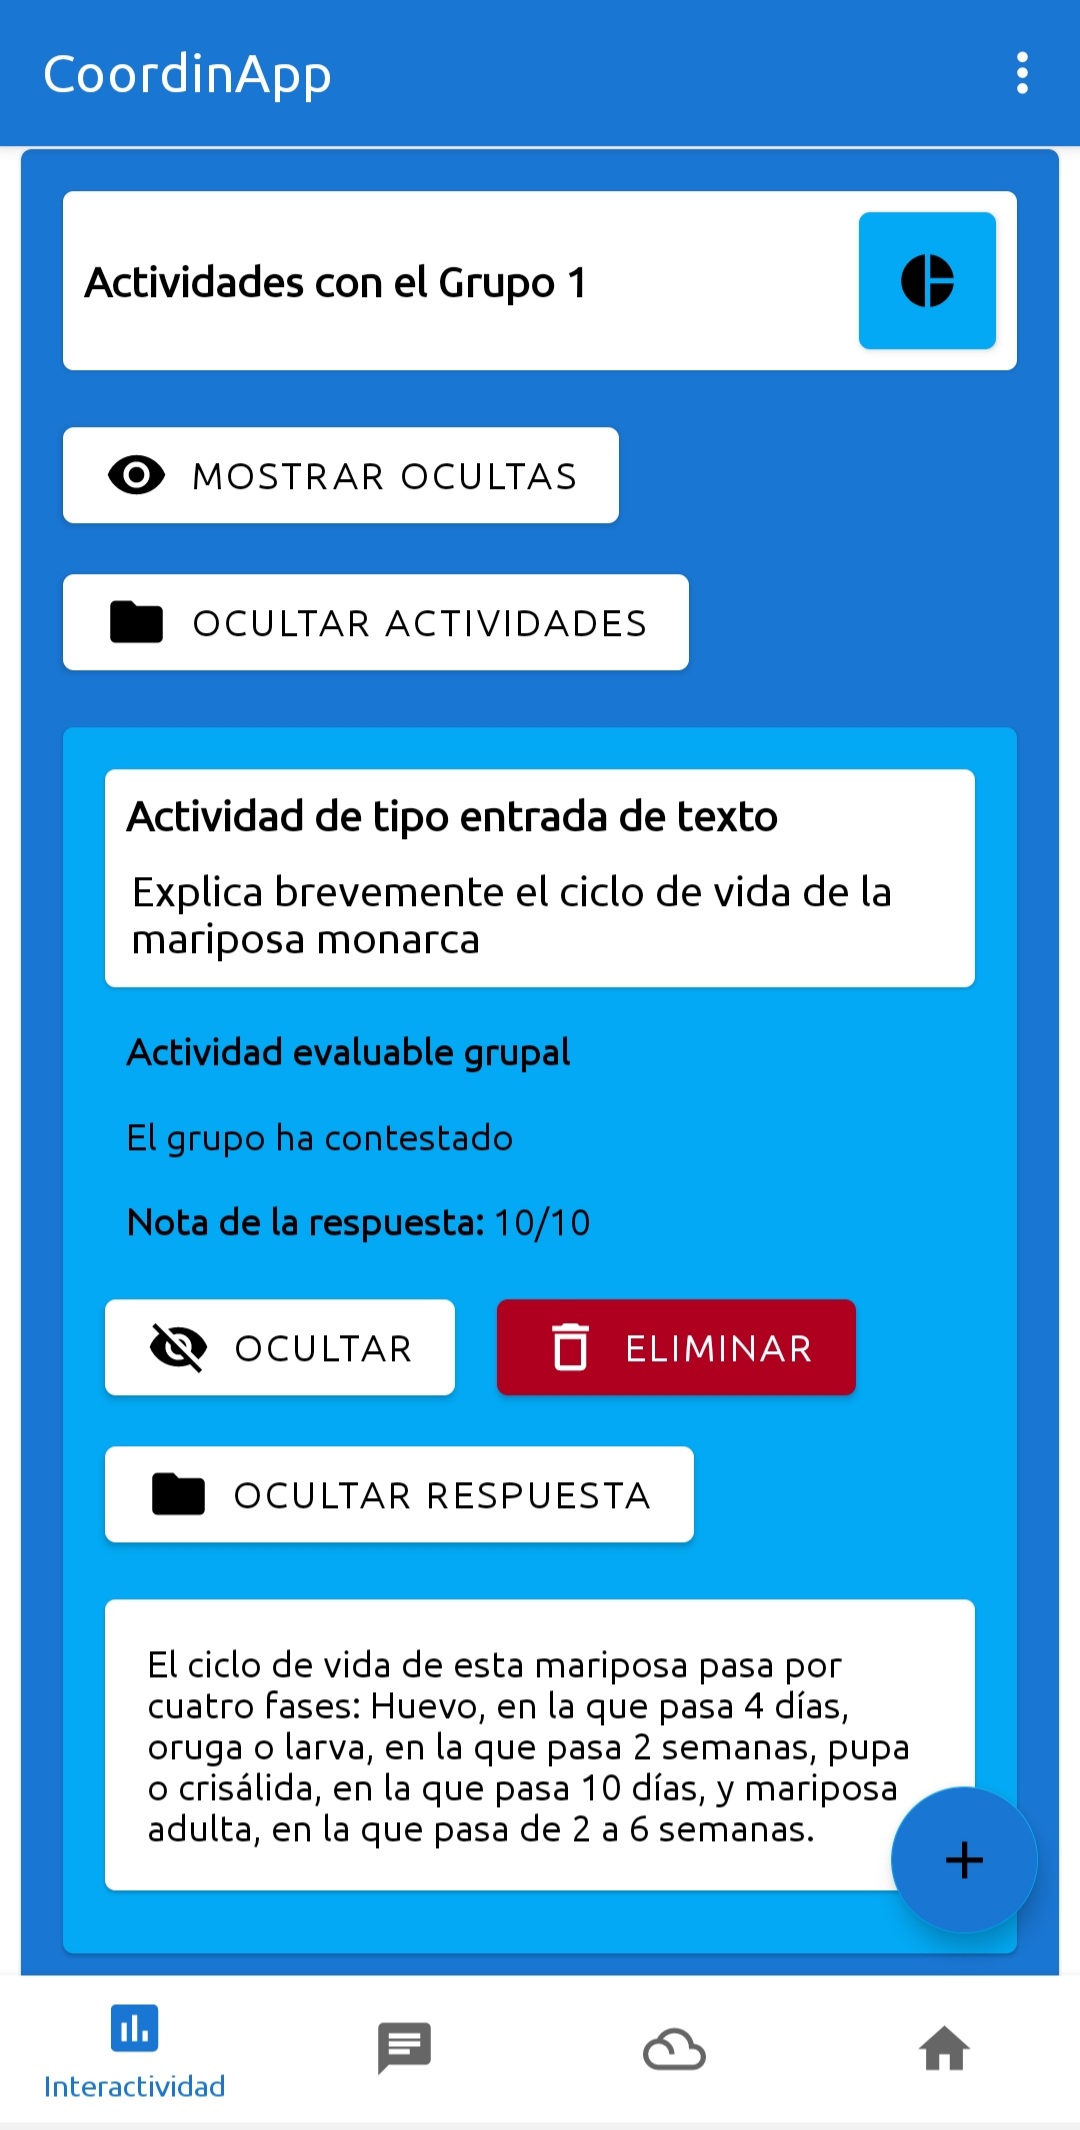 CoordinApp
Actividades con el Grupo 1
MOSTRAR OCULTAS
OCULTAR ACTIVIDADES
Actividad de tipo entrada de texto
Explica brevemente el ciclo de vida de la
mariposa monarca
Actividad evaluable grupal
El grupo ha contestado
Nota de la respuesta: 10/10
OCULTAR
ELIMINAR
OCULTAR RESPUESTA
El ciclo de vida de esta mariposa pasa por
cuatro fases: Huevo, en la que pasa 4 días,
oruga o larva, en la que pasa 2 semanas, pupa
o crisálida, en la que pasa 10 días, y mariposa
adulta, en la que pasa de 2 a 6 semanas.
Interactividad